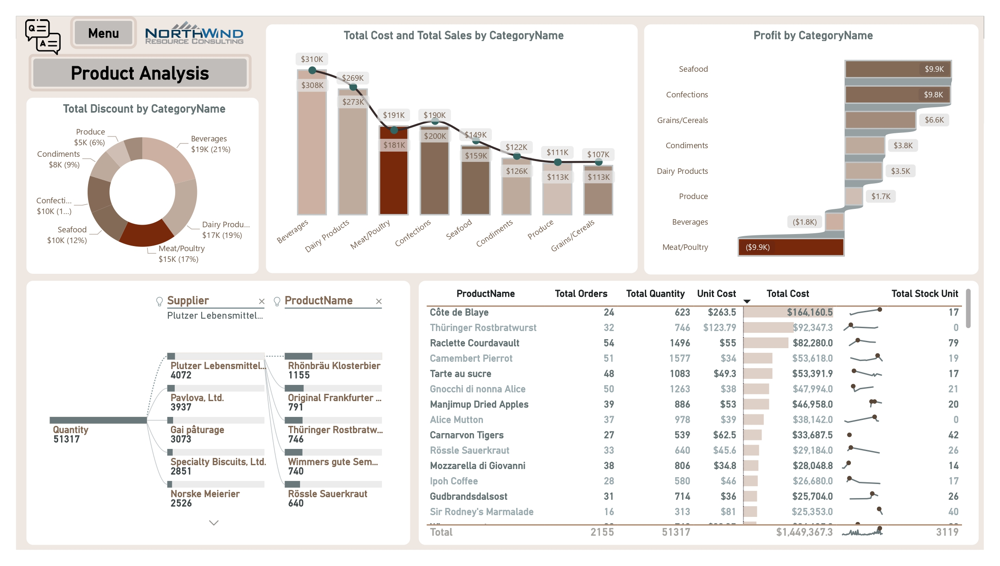 Q
A
Menu
NORTHWIND
RESOURCE CONSULTING
Product Analysis
Total Discount by CategoryName
Produce
$5K (6%)
Beverages
$19K (21%)
Condiments
$8K (9%)
Confecti...
$10K (1...)
Seafood
$10K (12%)
Dairy Produ...
$17K (19%)
Meat/Poultry
$15K (17%)
Total Cost and Total Sales by CategoryName
$310K
$269K
$191K
$190K
$149K
$122K
$111K
$107K
$308K
$273K
$181K
$200K
$159K
$126K
$113K
$113K
Beverages
Dairy Products
Meat/Poultry
Confections
Seafood
Condiments
Produce
Grains/Cereals
Profit by CategoryName
Seafood $9.9K
Confections $9.8K
Grains/Cereals $6.6K
Condiments $3.8K
Dairy Products $3.5K
Produce $1.7K
Beverages ($1.8K)
Meat/Poultry ($9.9K)
Supplier
Plutzer Lebensmittel...
ProductName
Quantity
51317
Plutzer Lebensmittel...
4072
Pavlova, Ltd.
3937
Gai pâturage
3073
Specialty Biscuits, Ltd.
2851
Norske Meierier
2526
Rhönbräu Klosterbier
1155
Original Frankfurter ...
791
Thüringer Rostbratw...
746
Wimmers gute Sem...
740
Rössle Sauerkraut
640
ProductName Total Orders Total Quantity Unit Cost Total Cost Total Stock Unit
Côte de Blaye 24 623 $263.5 $164,160.5 17
Thüringer Rostbratwurst 32 746 $123.79 $92,347.3 0
Raclette Courdavault 54 1496 $55 $82,280.0 79
Camembert Pierrot 51 1577 $34 $53,618.0 19
Tarte au sucre 48 1083 $49.3 $53,391.9 17
Gnocchi di nonna Alice 50 1263 $38 $47,994.0 21
Manjimup Dried Apples 39 886 $53 $46,958.0 20
Alice Mutton 37 978 $39 $38,142.0 0
Carnarvon Tigers 27 539 $62.5 $33,687.5 42
Rössle Sauerkraut 33 640 $45.6 $29,184.0 26
Mozzarella di Giovanni 38 806 $34.8 $28,048.8 14
Ipoh Coffee 28 580 $46 $26,680.0 17
Gudbrandsdalsost 31 714 $36 $25,704.0 26
Sir Rodney's Marmalade 16 313 $81 $25,353.0 40
Total 2155 51317 $1,449,367.3 3119